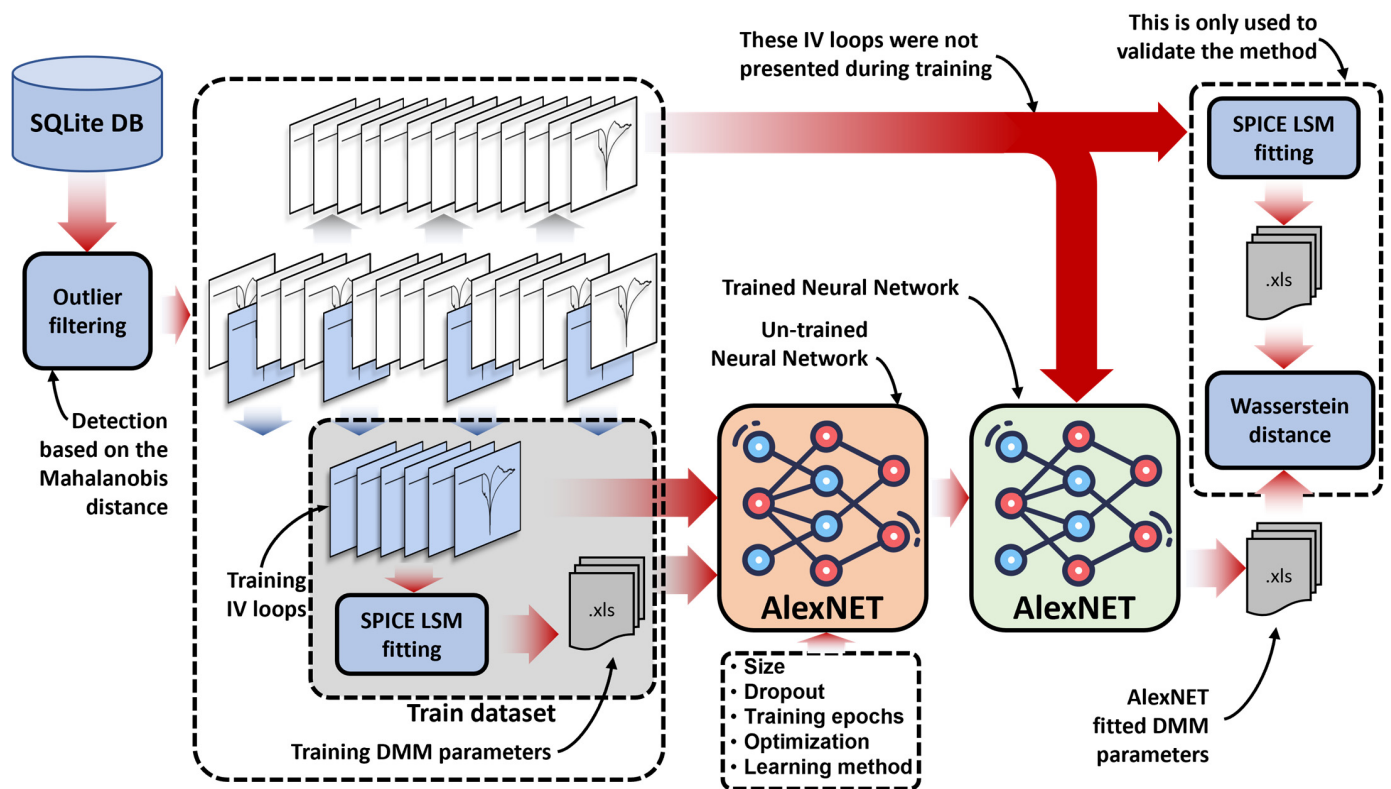 These IV loops were not
presented during training
This is only used to
validate the method
SQLite DB
SPICE LSM
fitting
.xls
Outlier
filtering
Trained Neural Network
Un-trained
Neural Network
Wasserstein
distance
Detection
based on the
Mahalanobis
distance
Training
IV loops
SPICE LSM
fitting
.xls
Train dataset
Training DMM parameters
AlexNET
AlexNET
.xls
• Size
• Dropout
• Training epochs
• Optimization
• Learning method
AlexNET
fitted DMM
parameters